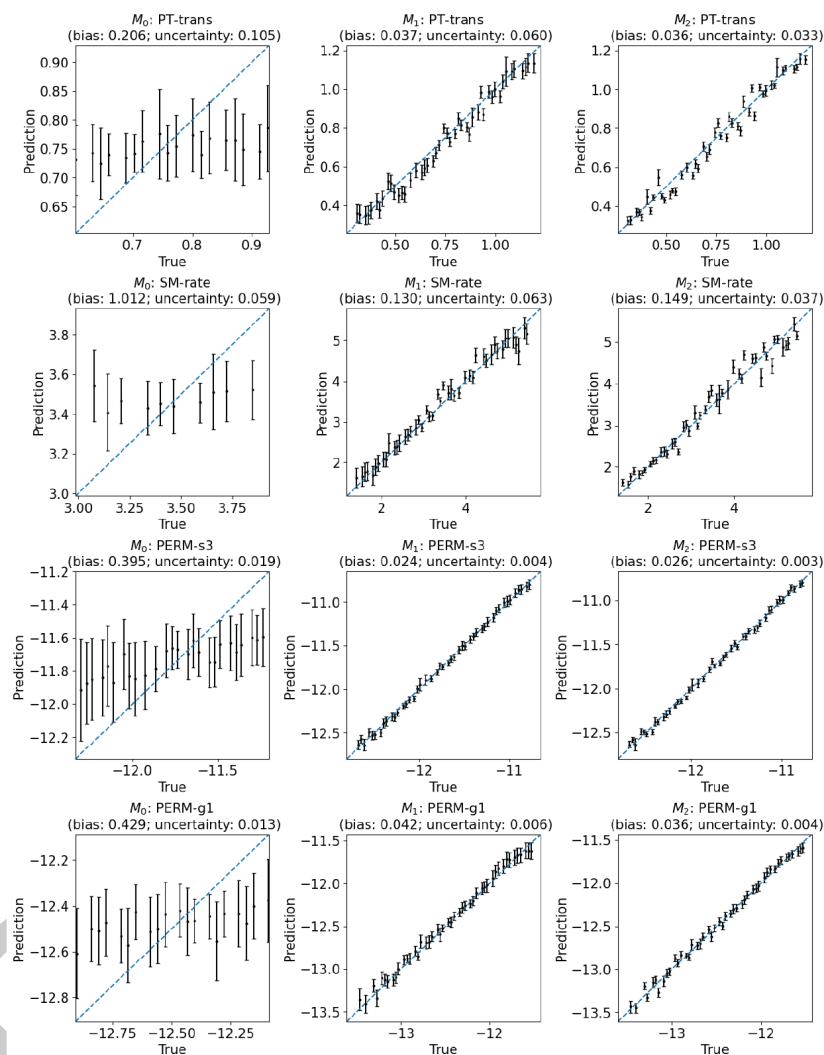 M0: PT-trans
(bias: 0.206; uncertainty: 0.105)
M1: PT-trans
(bias: 0.037; uncertainty: 0.060)
M2: PT-trans
(bias: 0.036; uncertainty: 0.033)
Prediction
0.90
0.85
0.80
0.75
0.70
0.65
0.7 0.8 0.9
True
Prediction
1.2
1.0
0.8
0.6
0.4
0.50 0.75 1.00
True
Prediction
1.2
1.0
0.8
0.6
0.4
0.50 0.75 1.00
True
M0: SM-rate
(bias: 1.012; uncertainty: 0.059)
M1: SM-rate
(bias: 0.130; uncertainty: 0.063)
M2: SM-rate
(bias: 0.149; uncertainty: 0.037)
Prediction
3.8
3.6
3.4
3.2
3.0
3.00 3.25 3.50 3.75
True
Prediction
5
4
3
2
2 4
True
Prediction
5
4
3
2
2 4
True
M0: PERM-s3
(bias: 0.395; uncertainty: 0.019)
M1: PERM-s3
(bias: 0.024; uncertainty: 0.004)
M2: PERM-s3
(bias: 0.026; uncertainty: 0.003)
Prediction
−11.2
−11.4
−11.6
−11.8
−12.0
−12.2
−12.0 −11.5
True
Prediction
−11.0
−11.5
−12.0
−12.5
−12 −11
True
Prediction
−11.0
−11.5
−12.0
−12.5
−12 −11
True
M0: PERM-g1
(bias: 0.429; uncertainty: 0.013)
M1: PERM-g1
(bias: 0.042; uncertainty: 0.006)
M2: PERM-g1
(bias: 0.036; uncertainty: 0.004)
Prediction
−12.2
−12.4
−12.6
−12.8
−12.75 −12.50 −12.25
True
Prediction
−11.5
−12.0
−12.5
−13.0
−13.5
−13 −12
True
Prediction
−11.5
−12.0
−12.5
−13.0
−13.5
−13 −12
True